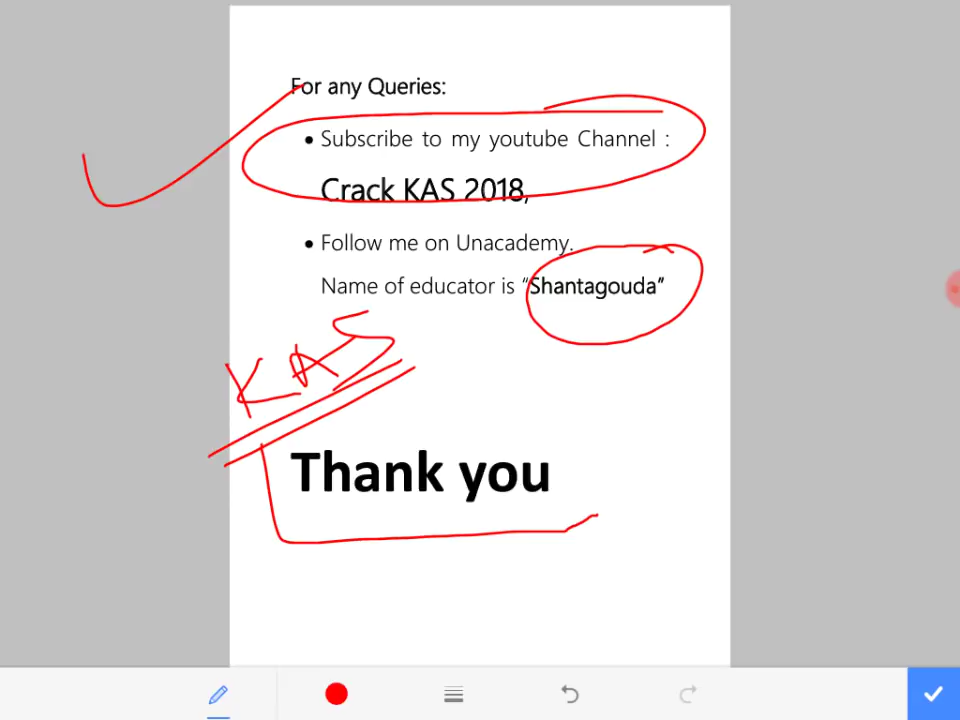 For any Queries:
• Subscribe to my youtube Channel :
Crack KAS 2018,
• Follow me on Unacademy.
Name of educator is “Shantagouda”
KAS
Thank you